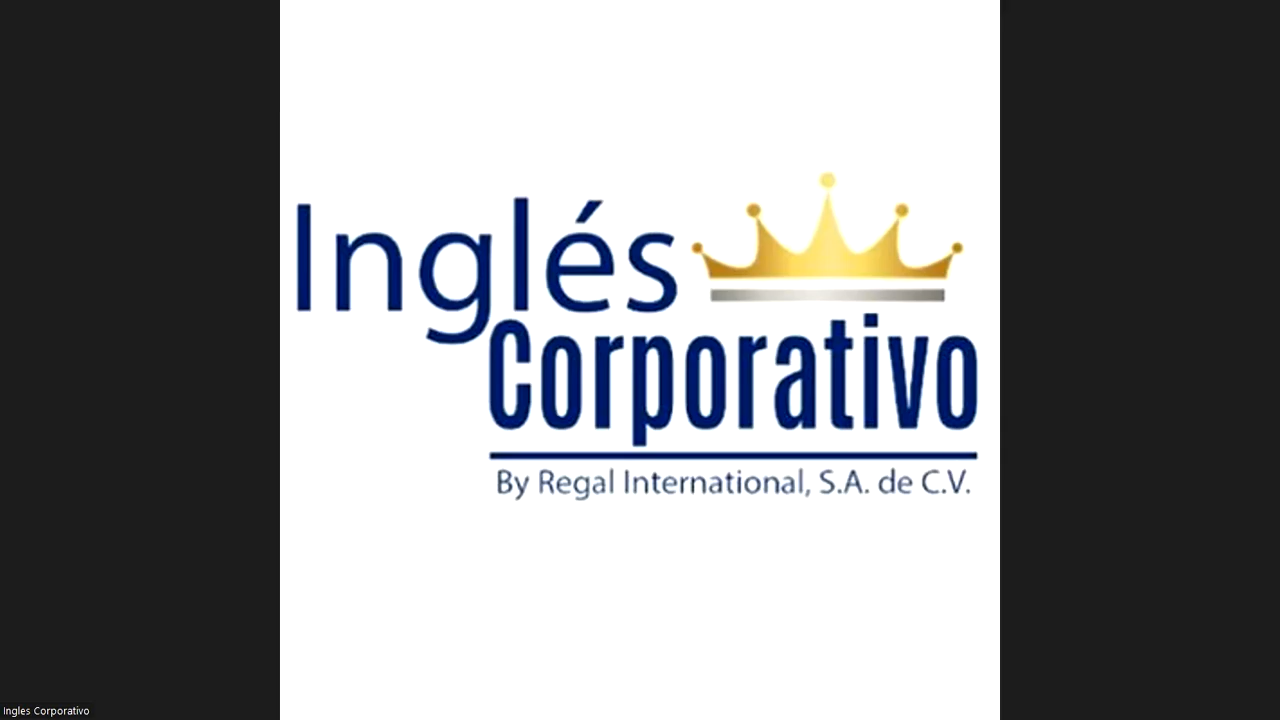 Inglés
Corporativo
By Regal International, S.A. de C.V.
Ingles Corporativo